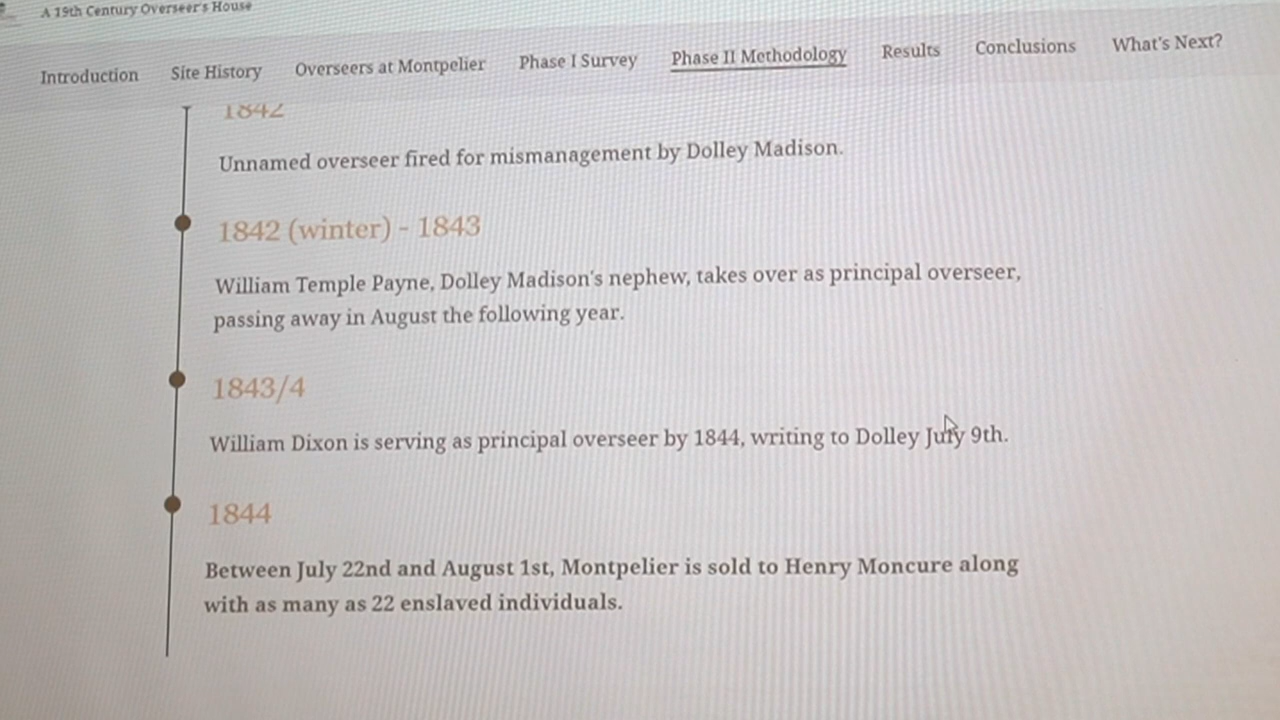 A 19th Century Overseer's House
Introduction Site History Overseers at Montpelier Phase I Survey Phase II Methodology Results Conclusions What's Next?
1842
Unnamed overseer fired for mismanagement by Dolley Madison.
1842 (winter) - 1843
William Temple Payne, Dolley Madison's nephew, takes over as principal overseer,
passing away in August the following year.
1843/4
William Dixon is serving as principal overseer by 1844, writing to Dolley July 9th.
1844
Between July 22nd and August 1st, Montpelier is sold to Henry Moncure along
with as many as 22 enslaved individuals.